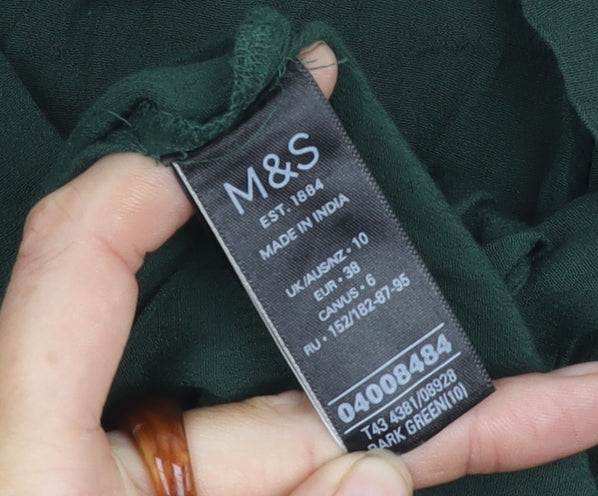 M&S
EST. 1884
MADE IN INDIA
UK/AUS/NZ • 10
EUR • 38
CAN/US • 6
RU • 152/182-87-95
04008484
T43 4381/08928
DARK GREEN(10)